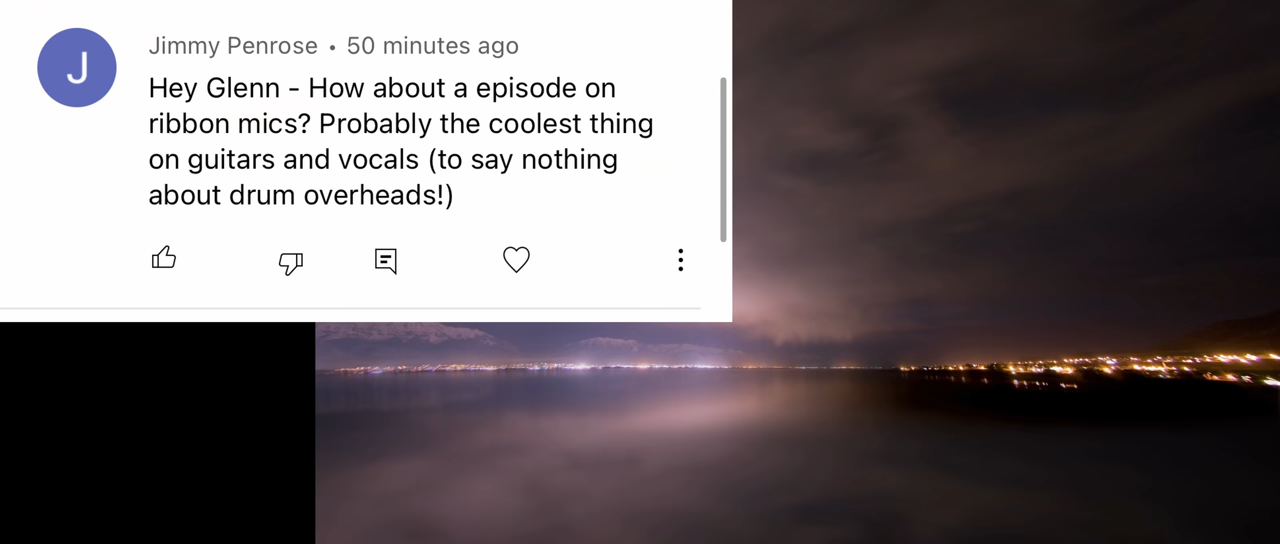 J
Jimmy Penrose • 50 minutes ago
Hey Glenn - How about a episode on
ribbon mics? Probably the coolest thing
on guitars and vocals (to say nothing
about drum overheads!)